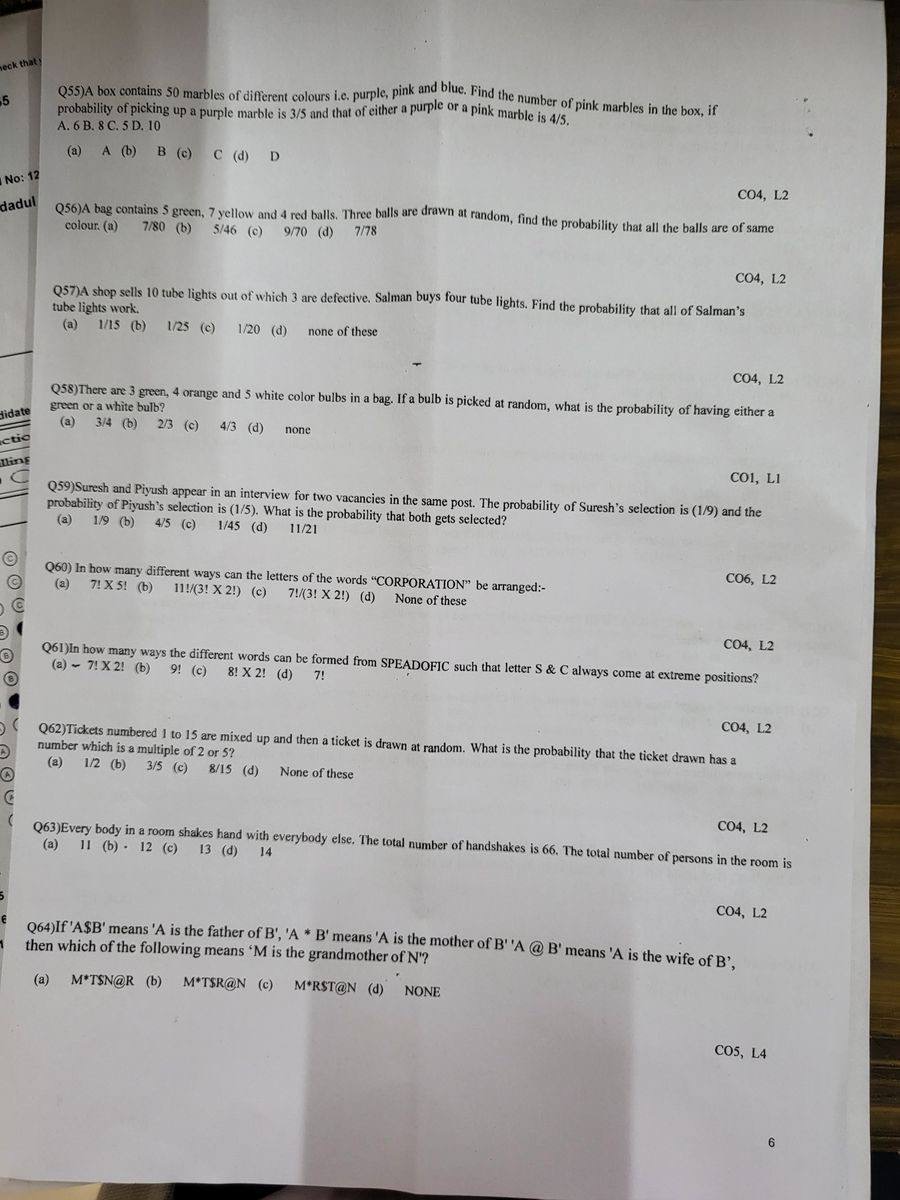 heck that
55
No: 12
dadul
didate
ctio
lling
Q55)A box contains 50 marbles of different colours i.e. purple, pink and blue. Find the number of pink marbles in the box, if
probability of picking up a purple marble is 3/5 and that of either a purple or a pink marble is 4/5.
A. 6 B. 8 C. 5 D. 10
(a) A (b) B (c) C (d) D
CO4, L2
Q56)A bag contains 5 green, 7 yellow and 4 red balls. Three balls are drawn at random, find the probability that all the balls are of same
colour. (a) 7/80 (b) 5/46 (c) 9/70 (d) 7/78
CO4, L2
Q57)A shop sells 10 tube lights out of which 3 are defective. Salman buys four tube lights. Find the probability that all of Salman's
tube lights work.
(a) 1/15 (b) 1/25 (c) 1/20 (d) none of these
CO4, L2
Q58)There are 3 green, 4 orange and 5 white color bulbs in a bag. If a bulb is picked at random, what is the probability of having either a
green or a white bulb?
(a) 3/4 (b) 2/3 (c) 4/3 (d) none
CO1, L1
Q59)Suresh and Piyush appear in an interview for two vacancies in the same post. The probability of Suresh's selection is (1/9) and the
probability of Piyush's selection is (1/5). What is the probability that both gets selected?
(a) 1/9 (b) 4/5 (c) 1/45 (d) 11/21
CO6, L2
Q60) In how many different ways can the letters of the words “CORPORATION” be arranged:-
(a) 7! X 5! (b) 11!/(3! X 2!) (c) 7!/(3! X 2!) (d) None of these
CO4, L2
Q61)In how many ways the different words can be formed from SPEADOFIC such that letter S & C always come at extreme positions?
(a) 7! X 2! (b) 9! (c) 8! X 2! (d) 7!
CO4, L2
Q62)Tickets numbered 1 to 15 are mixed up and then a ticket is drawn at random. What is the probability that the ticket drawn has a
number which is a multiple of 2 or 5?
(a) 1/2 (b) 3/5 (c) 8/15 (d) None of these
CO4, L2
Q63)Every body in a room shakes hand with everybody else. The total number of handshakes is 66. The total number of persons in the room is
(a) 11 (b) 12 (c) 13 (d) 14
CO4, L2
Q64)If 'A$B' means 'A is the father of B', 'A * B' means 'A is the mother of B' 'A @ B' means 'A is the wife of B',
then which of the following means ‘M is the grandmother of N'?
(a) M*T$N@R (b) M*T$R@N (c) M*R$T@N (d) NONE
CO5, L4
6